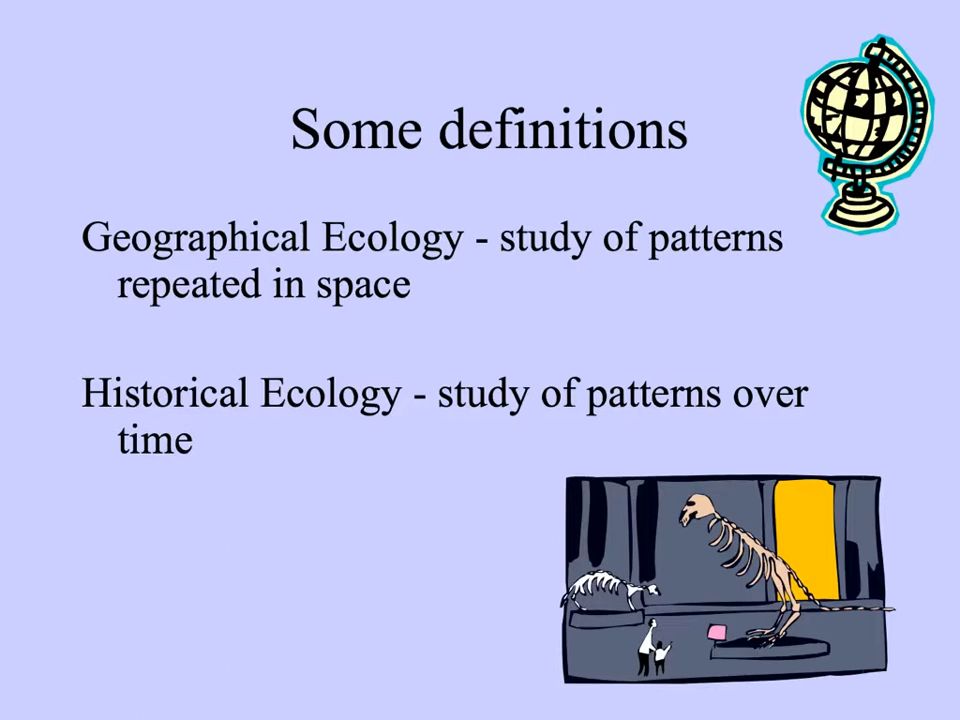 Some definitions
Geographical Ecology - study of patterns
repeated in space
Historical Ecology - study of patterns over
time